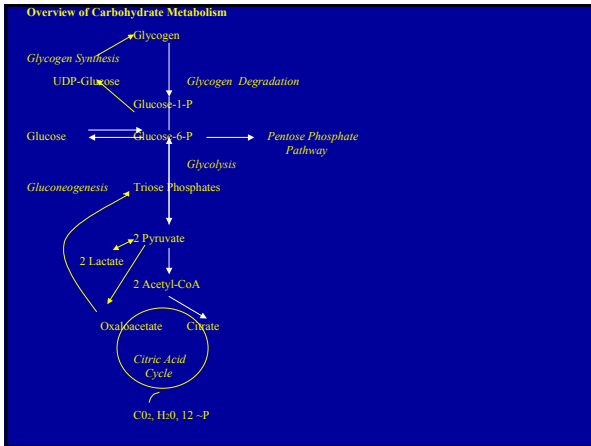 Overview of Carbohydrate Metabolism
Glycogen
Glycogen Synthesis
UDP-Glucose
Glycogen Degradation
Glucose-1-P
Glucose
Glucose-6-P
Pentose Phosphate
Pathway
Glycolysis
Gluconeogenesis
Triose Phosphates
2 Pyruvate
2 Lactate
2 Acetyl-CoA
Oxaloacetate
Citrate
Citric Acid
Cycle
C0₂, H₂0, 12 ~P